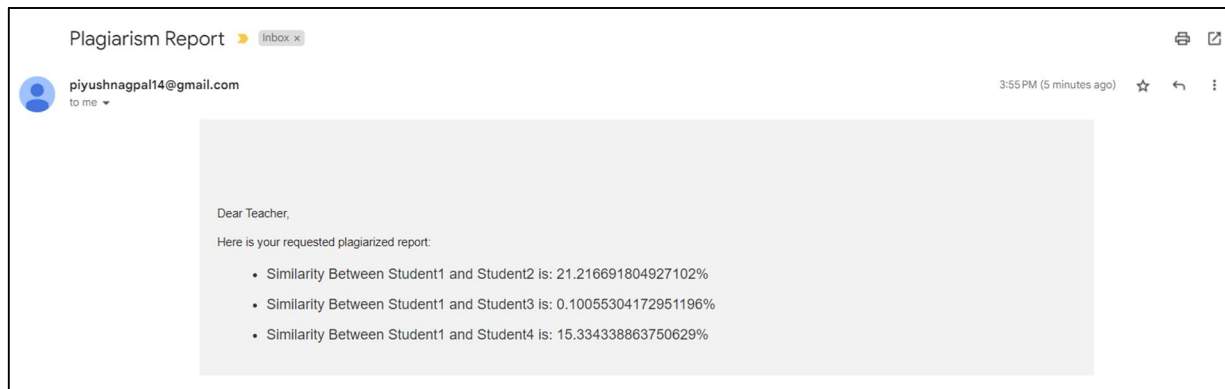 Plagiarism Report Inbox ×
piyushnagpal14@gmail.com 3:55 PM (5 minutes ago)
to me
Dear Teacher,
Here is your requested plagiarized report:
• Similarity Between Student1 and Student2 is: 21.216691804927102%
• Similarity Between Student1 and Student3 is: 0.10055304172951196%
• Similarity Between Student1 and Student4 is: 15.334338863750629%